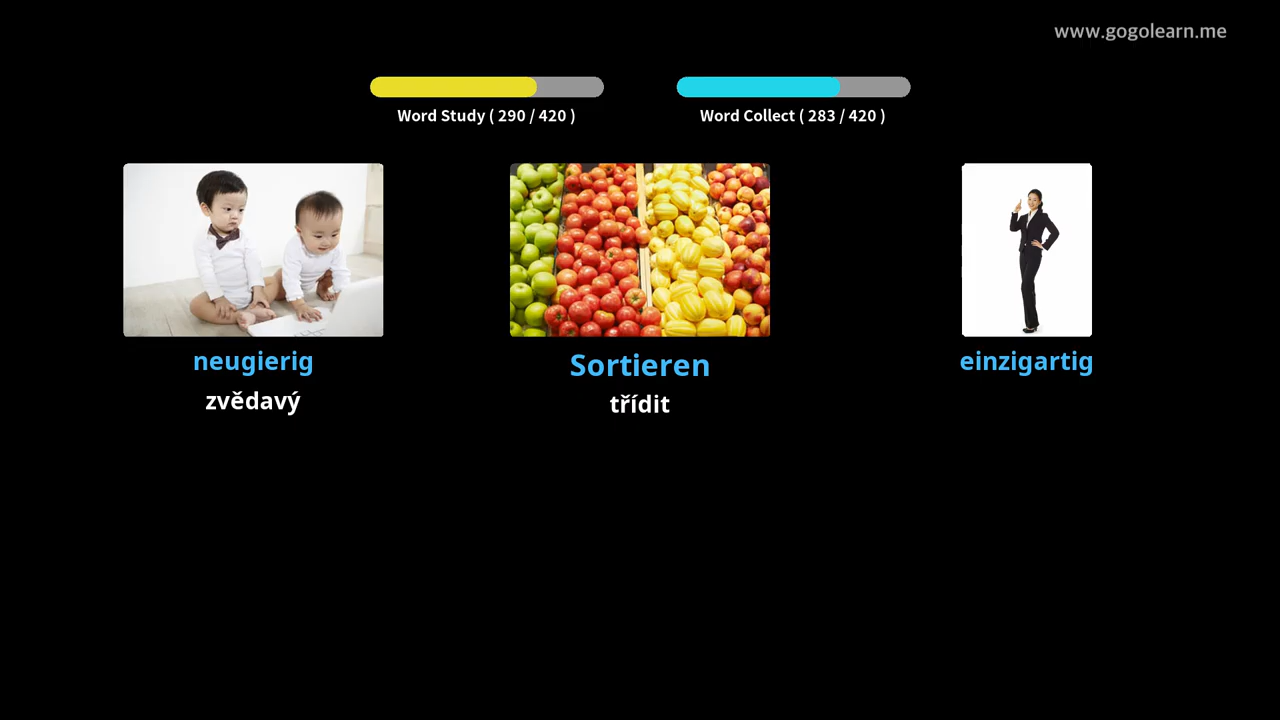 www.gogolearn.me
Word Study ( 290 / 420 )
Word Collect ( 283 / 420 )
neugierig
zvědavý
Sortieren
třídit
einzigartig